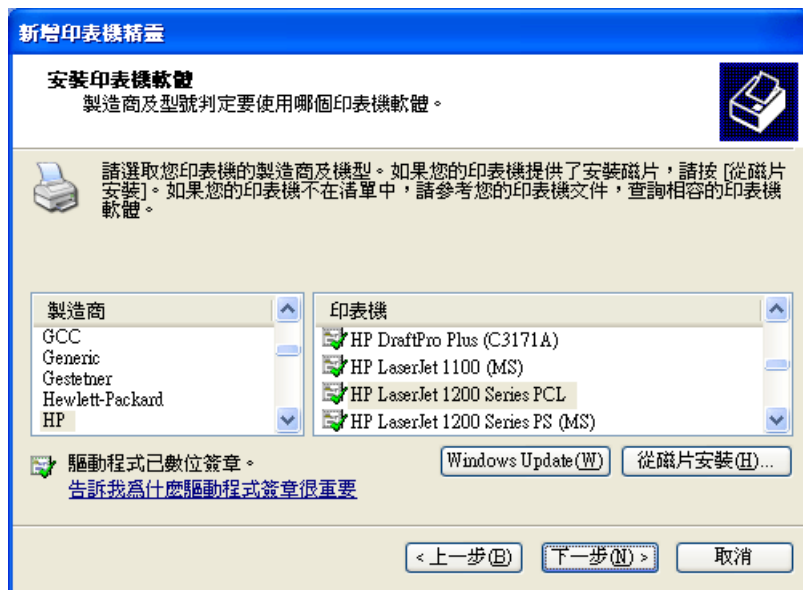 新增印表機精靈
安裝印表機軟體
製造商及型號判定要使用哪個印表機軟體。
請選取您印表機的製造商及機型。如果您的印表機提供了安裝磁片，請按 [從磁片
安裝]。如果您的印表機不在清單中，請參考您的印表機文件，查詢相容的印表機
軟體。
製造商
GCC
Generic
Gestetner
Hewlett-Packard
HP
印表機
HP DraftPro Plus (C3171A)
HP LaserJet 1100 (MS)
HP LaserJet 1200 Series PCL
HP LaserJet 1200 Series PS (MS)
驅動程式已數位簽章。
告訴我為什麼驅動程式簽章很重要
Windows Update(W)
從磁片安裝(H)...
< 上一步(B)
下一步(N) >
取消